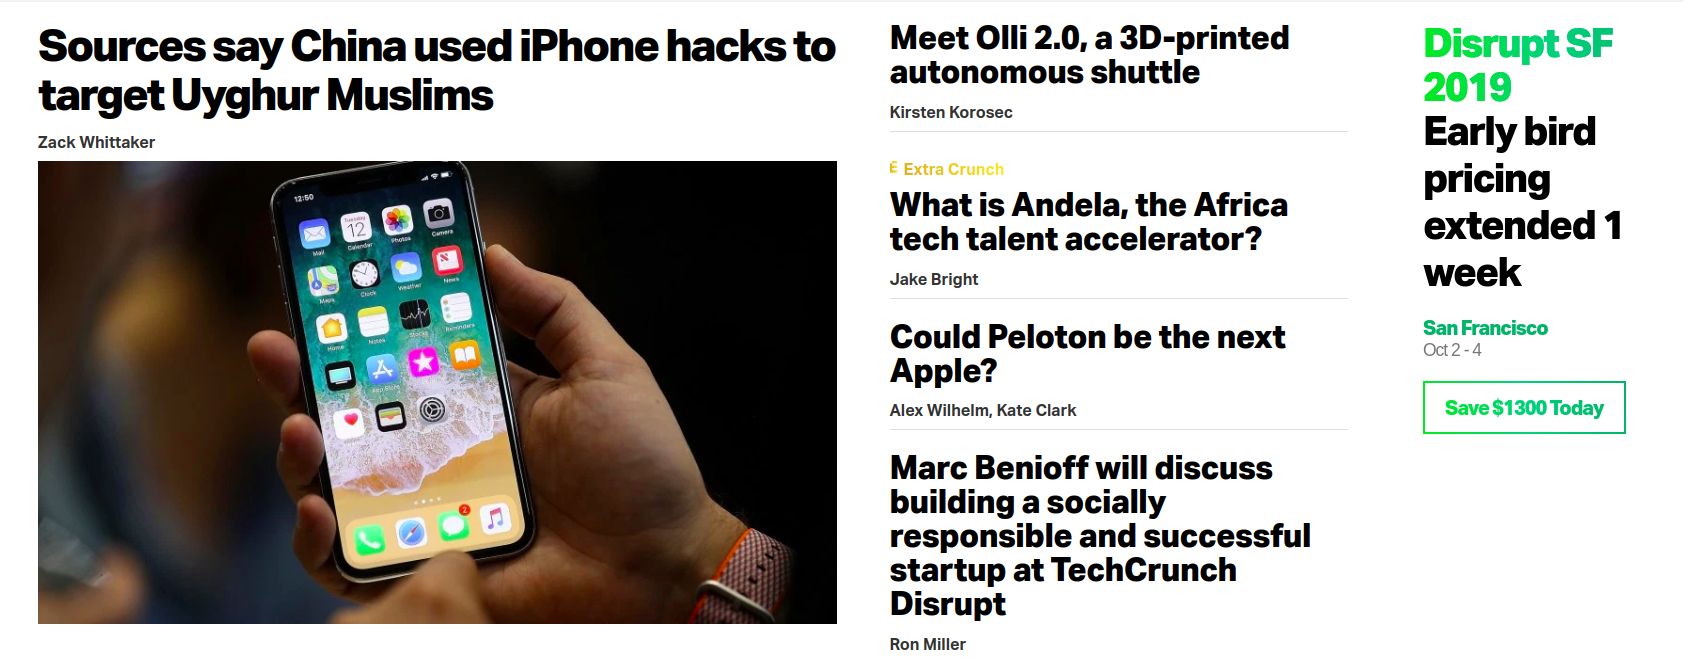 Sources say China used iPhone hacks to
target Uyghur Muslims
Zack Whittaker
12:50
Mail
Tuesday
12
Calendar
Photos
Camera
Maps
Clock
Weather
News
Home
Notes
Stocks
Reminders
App Store
2
Meet Olli 2.0, a 3D-printed
autonomous shuttle
Kirsten Korosec
Extra Crunch
What is Andela, the Africa
tech talent accelerator?
Jake Bright
Could Peloton be the next
Apple?
Alex Wilhelm, Kate Clark
Marc Benioff will discuss
building a socially
responsible and successful
startup at TechCrunch
Disrupt
Ron Miller
Disrupt SF
2019
Early bird
pricing
extended 1
week
San Francisco
Oct 2 - 4
Save $1300 Today